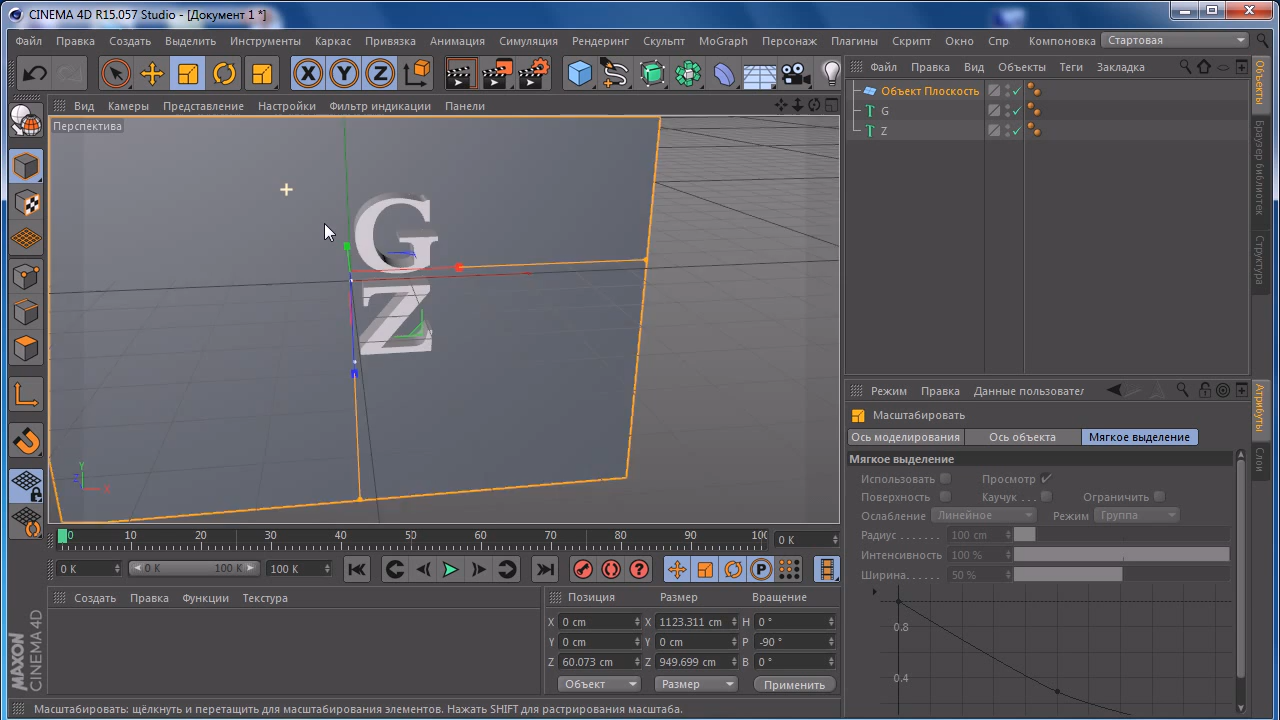 CINEMA 4D R15.057 Studio - [Документ 1 *]
Файл Правка Создать Выделить Инструменты Каркас Привязка Анимация Симуляция Рендеринг Скульпт MoGraph Персонаж Плагины Скрипт Окно Спр Компоновка Стартовая
X Y Z
Файл Правка Вид Объекты Теги Закладка
Объект Плоскость
G
Z
Объекты
Браузер библиотек
Структура
Вид Камеры Представление Настройки Фильтр индикации Панели
Перспектива
G
Z
Y
X
Z
Режим Правка Данные пользовател
Масштабировать
Ось моделирования Ось объекта Мягкое выделение
Мягкое выделение
Использовать Просмотр
Поверхность Каучук . . . Ограничить
Ослабление Линейное Режим Группа
Радиус . . . . . . 100 cm
Интенсивность 100 %
Ширина. . . . . . 50 %
0.8
0.4
Атрибуты
Слои
0 10 20 30 40 50 60 70 80 90 100 0 K
0 K 0 K 100 K 100 K
P
Создать Правка Функции Текстура
Позиция Размер Вращение
X 0 cm X 1123.311 cm H 0 °
Y 0 cm Y 0 cm P -90 °
Z 60.073 cm Z 949.699 cm B 0 °
Объект Размер Применить
MAXON
CINEMA 4D
Масштабировать: щёлкнуть и перетащить для масштабирования элементов. Нажать SHIFT для растрирования масштаба.